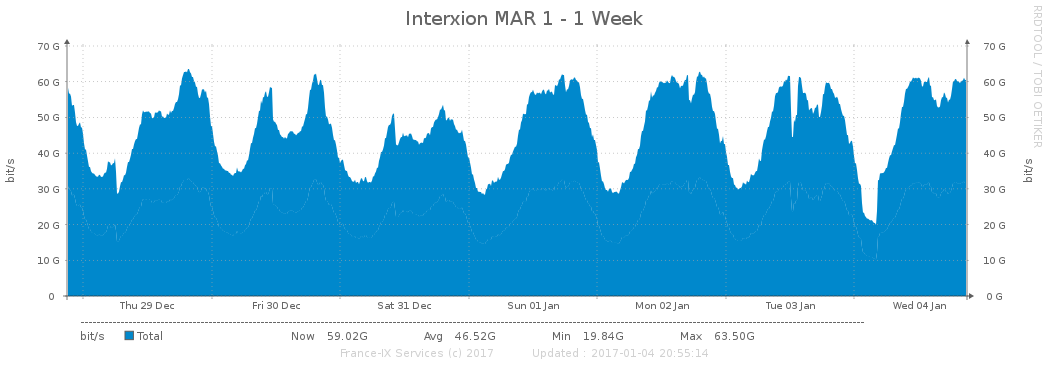 Interxion MAR 1 - 1 Week
RRDTOOL / TOBI OETIKER
bit/s
bit/s
70 G 70 G
60 G 60 G
50 G 50 G
40 G 40 G
30 G 30 G
20 G 20 G
10 G 10 G
0 0 G
Thu 29 Dec Fri 30 Dec Sat 31 Dec Sun 01 Jan Mon 02 Jan Tue 03 Jan Wed 04 Jan
bit/s Total Now 59.02G Avg 46.52G Min 19.84G Max 63.50G
France-IX Services (c) 2017 Updated : 2017-01-04 20:55:14